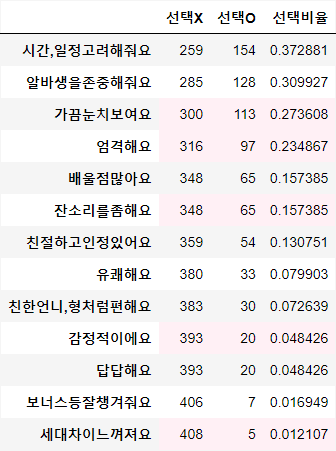 선택X 선택O 선택비율
시간,일정고려해줘요 259 154 0.372881
알바생을존중해줘요 285 128 0.309927
가끔눈치보여요 300 113 0.273608
엄격해요 316 97 0.234867
배울점많아요 348 65 0.157385
잔소리를좀해요 348 65 0.157385
친절하고인정있어요 359 54 0.130751
유쾌해요 380 33 0.079903
친한언니,형처럼편해요 383 30 0.072639
감정적이에요 393 20 0.048426
답답해요 393 20 0.048426
보너스등잘챙겨줘요 406 7 0.016949
세대차이느껴져요 408 5 0.012107